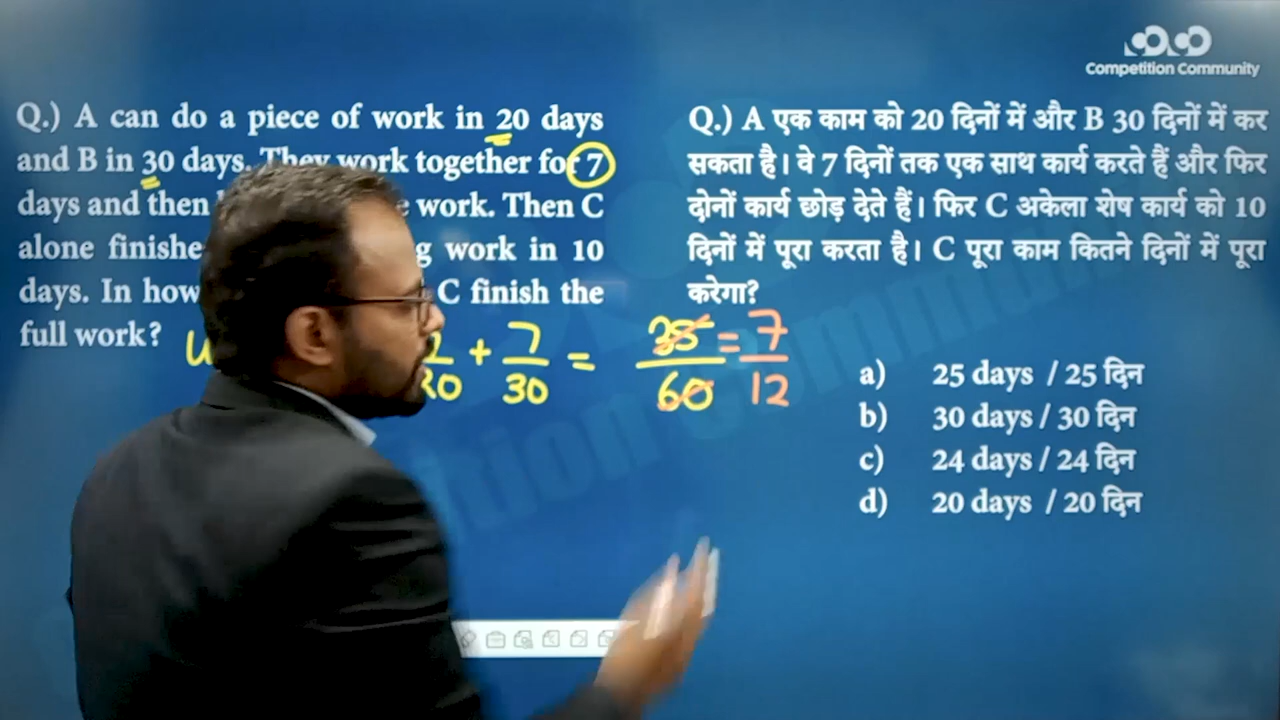 Competition Community
Q.) A can do a piece of work in 20 days
and B in 30 days. They work together for 7
days and then work. Then C
alone finishe work in 10
days. In how C finish the
full work?
7/30 + 7/30 = 35/60 = 7/12
Q.) A एक काम को 20 दिनों में और B 30 दिनों में कर
सकता है। वे 7 दिनों तक एक साथ कार्य करते हैं और फिर
दोनों कार्य छोड़ देते हैं। फिर C अकेला शेष कार्य को 10
दिनों में पूरा करता है। C पूरा काम कितने दिनों में पूरा
करेगा?
a) 25 days / 25 दिन
b) 30 days / 30 दिन
c) 24 days / 24 दिन
d) 20 days / 20 दिन